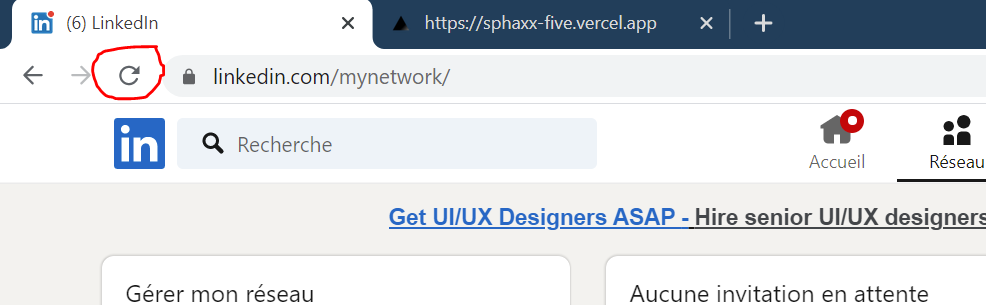 (6) LinkedIn
https://sphaxx-five.vercel.app
linkedin.com/mynetwork/
in
Recherche
Accueil
Réseau
Get UI/UX Designers ASAP - Hire senior UI/UX designers
Gérer mon réseau
Aucune invitation en attente